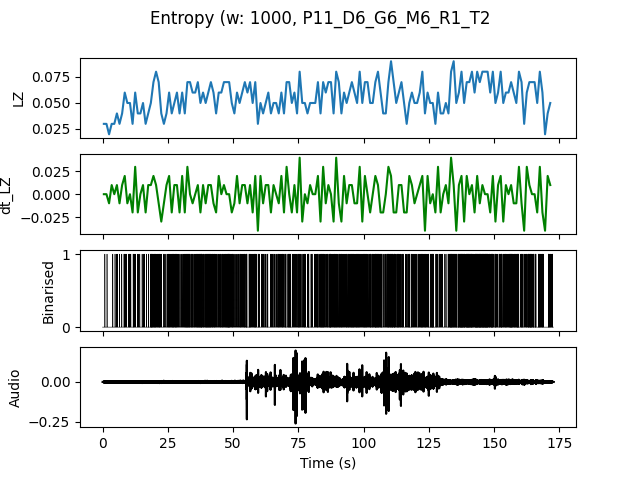 Entropy (w: 1000, P11_D6_G6_M6_R1_T2
0.075
0.050
0.025
LZ
0.025
0.000
−0.025
dt_LZ
1
0
Binarised
0.00
−0.25
Audio
0 25 50 75 100 125 150 175
Time (s)